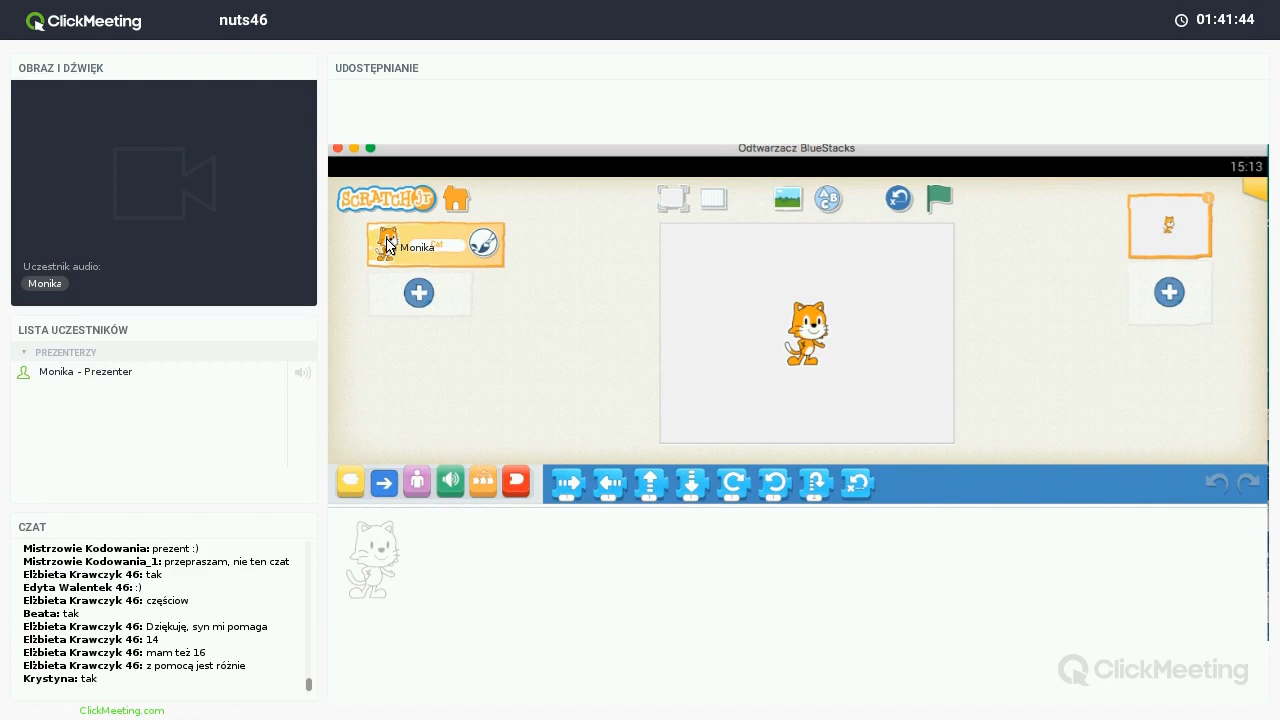 ClickMeeting
nuts46
01:41:44
OBRAZ I DŹWIĘK
Uczestnik audio:
Monika
LISTA UCZESTNIKÓW
PREZENTERZY
Monika - Prezenter
CZAT
Mistrzowie Kodowania: prezent :)
Mistrzowie Kodowania_1: przepraszam, nie ten czat
Elżbieta Krawczyk 46: tak
Edyta Walentek 46: :)
Elżbieta Krawczyk 46: częściow
Beata: tak
Elżbieta Krawczyk 46: Dziękuję, syn mi pomaga
Elżbieta Krawczyk 46: 14
Elżbieta Krawczyk 46: mam też 16
Elżbieta Krawczyk 46: z pomocą jest różnie
Krystyna: tak
ClickMeeting.com
UDOSTĘPNIANIE
Odtwarzacz BlueStacks
15:13
SCRATCHJr
ABC
1
Monika
Cat
ClickMeeting